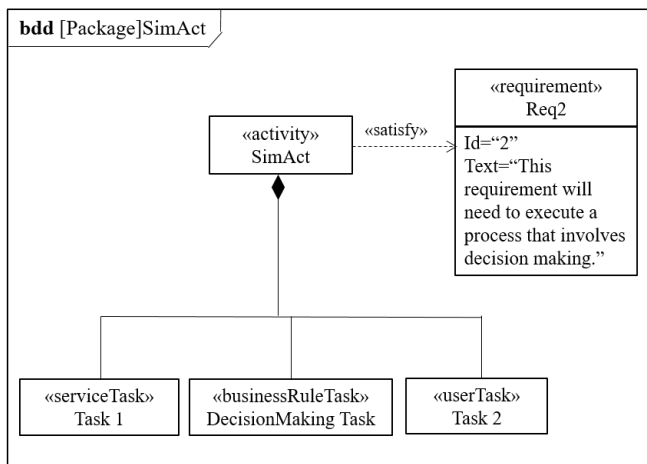 bdd [Package]SimAct
«requirement»
Req2
«activity»
SimAct
«satisfy»
Id=“2”
Text=“This
requirement will
need to execute a
process that involves
decision making.”
«serviceTask»
Task 1
«businessRuleTask»
DecisionMaking Task
«userTask»
Task 2